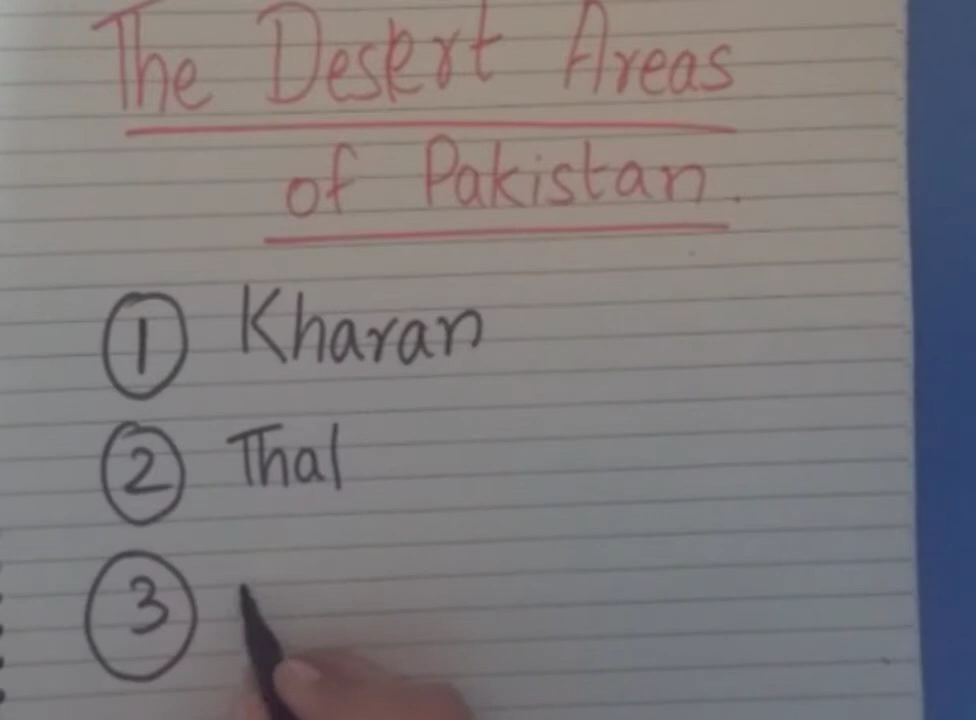 The Desert Areas
of Pakistan.
① Kharan
② Thal
③